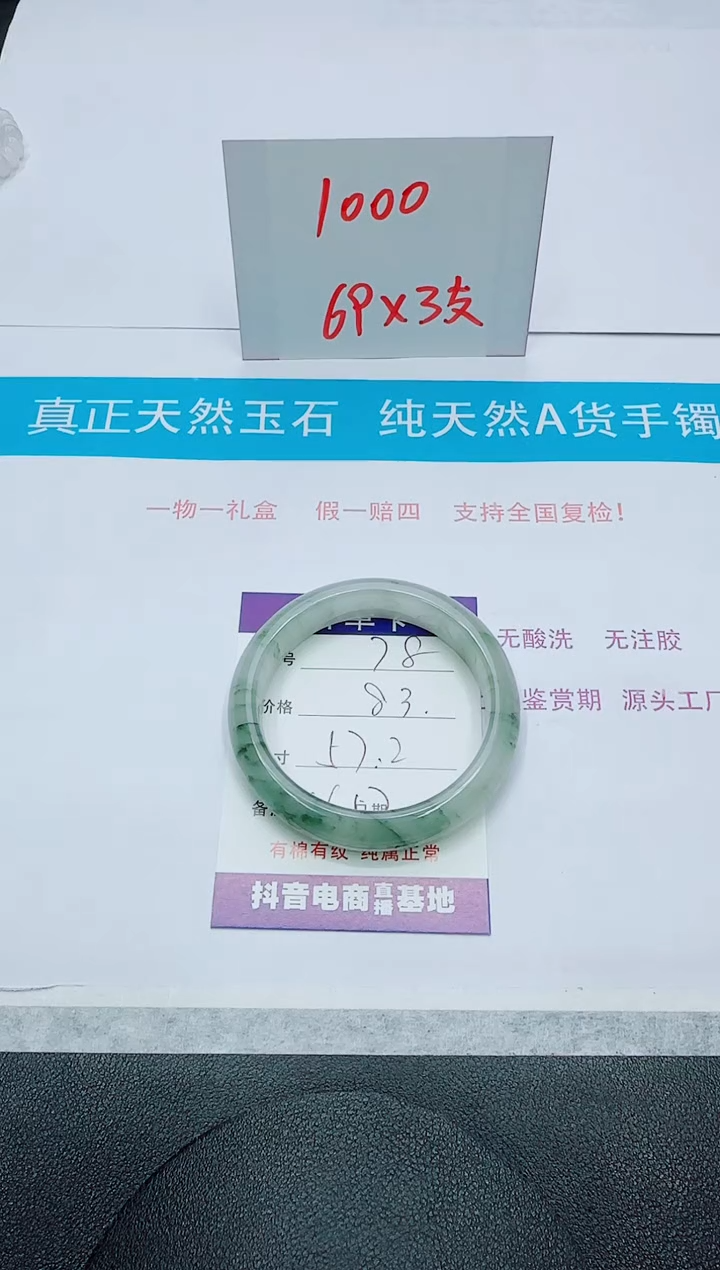 1000
69x3支
真正天然玉石 纯天然A货手镯
一物一礼盒 假一赔四 支持全国复检!
无酸洗 无注胶
鉴赏期 源头工厂
号 78
价格 83.
寸 57.2
备
有棉有纹 纯属正常
抖音电商直播基地